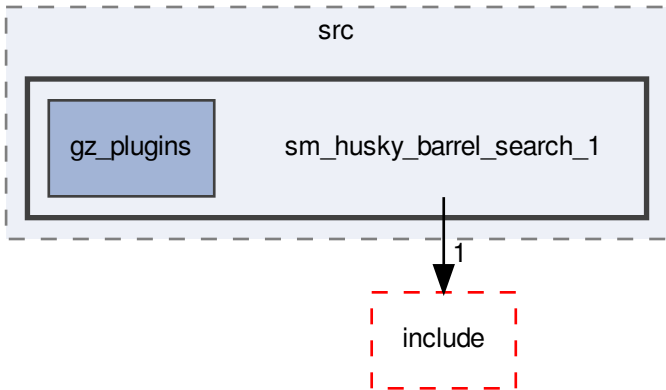 src
gz_plugins
sm_husky_barrel_search_1
1
include